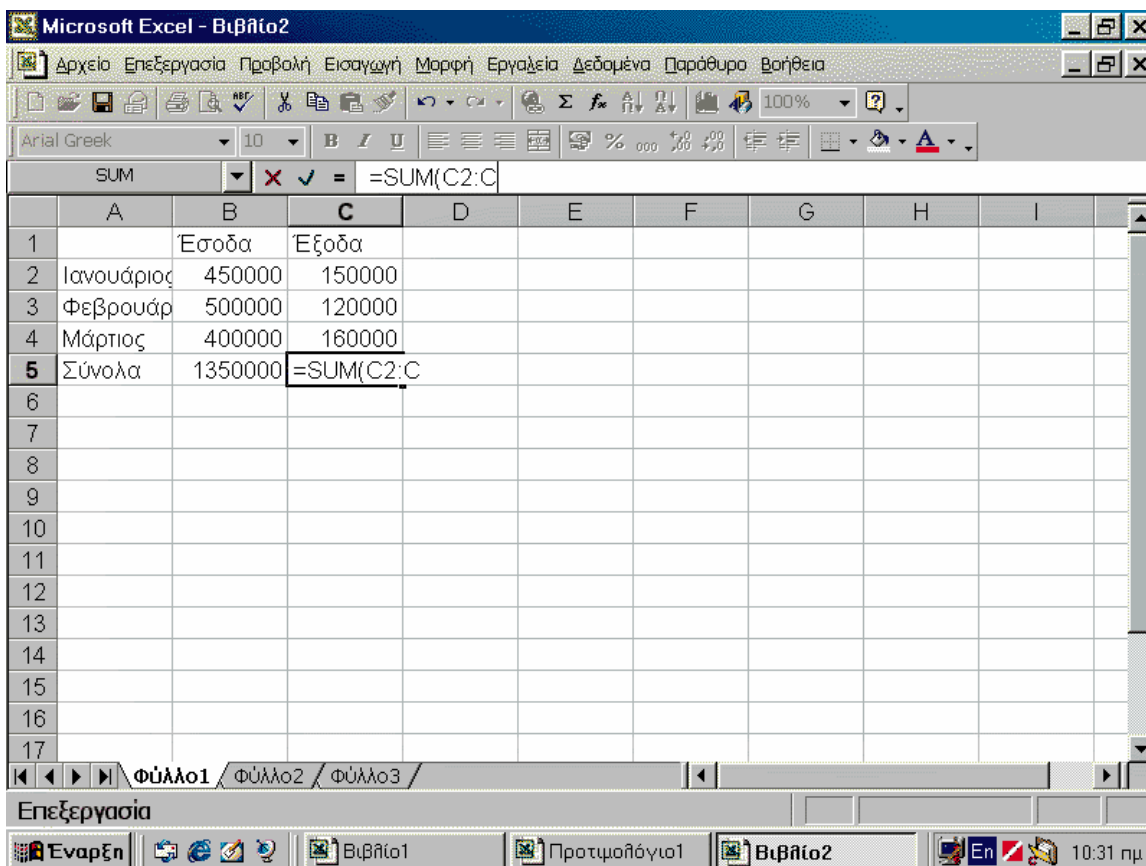 Microsoft Excel - Βιβλίο2
Αρχείο Επεξεργασία Προβολή Εισαγωγή Μορφή Εργαλεία Δεδομένα Παράθυρο Βοήθεια
100%
Arial Greek 10 B I U % 000
SUM = =SUM(C2:C
A B C D E F G H I
1 Έσοδα Έξοδα
2 Ιανουάριος 450000 150000
3 Φεβρουάρ 500000 120000
4 Μάρτιος 400000 160000
5 Σύνολα 1350000 =SUM(C2:C
6
7
8
9
10
11
12
13
14
15
16
17
Φύλλο1 Φύλλο2 Φύλλο3
Επεξεργασία
Έναρξη Βιβλίο1 Προτιμολόγιο1 Βιβλίο2 En 10:31 πμ